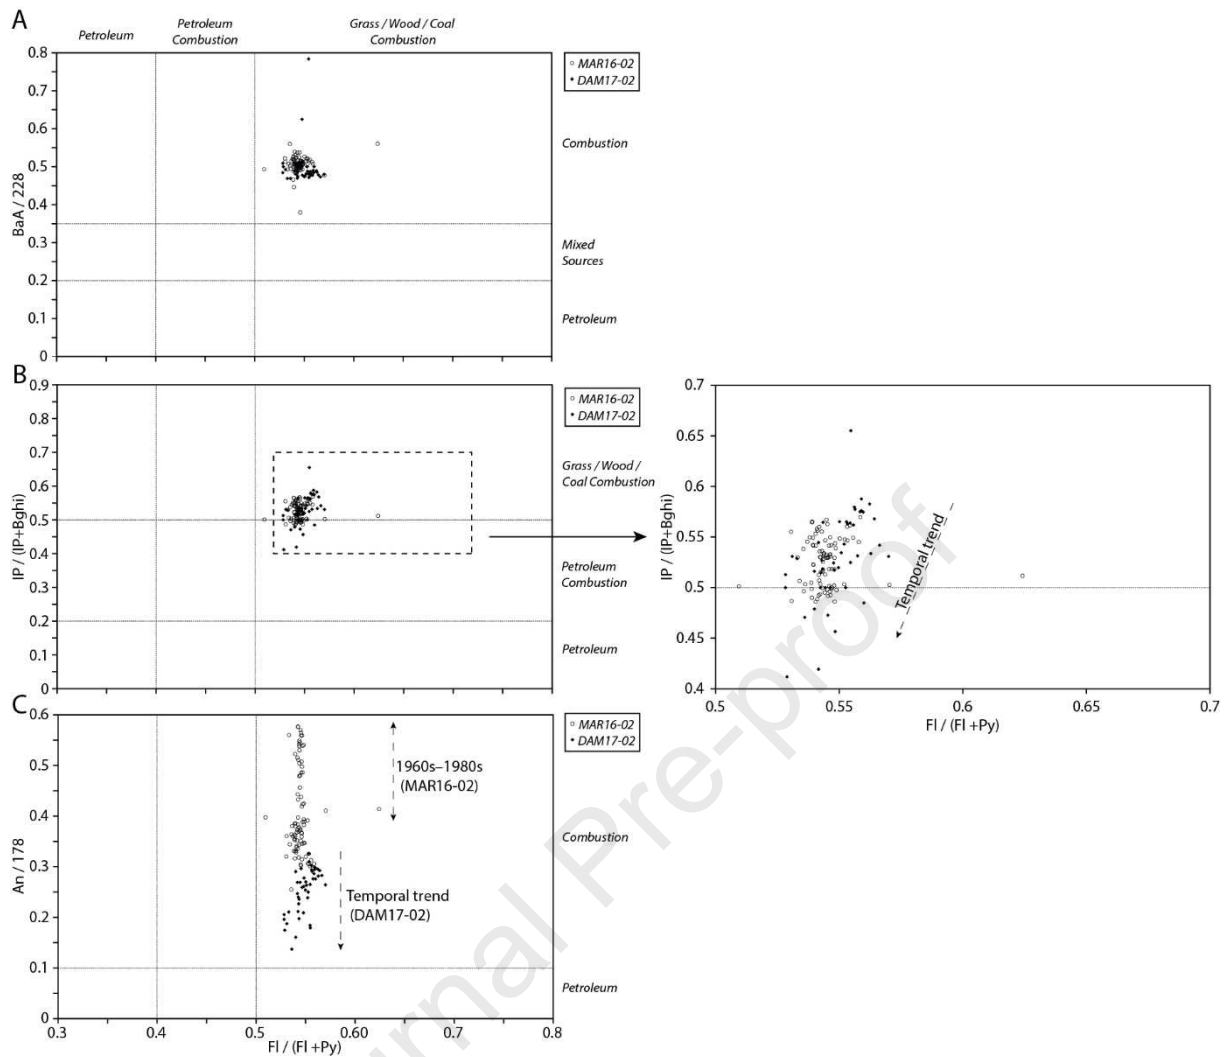 A
Petroleum
Petroleum
Combustion
Grass / Wood / Coal
Combustion
0.8
0.7
0.6
0.5
0.4
0.3
0.2
0.1
0
BaA / 228
MAR16-02
DAM17-02
Combustion
Mixed
Sources
Petroleum
B
0.9
0.8
0.7
0.6
0.5
0.4
0.3
0.2
0.1
0
IP / (IP+Bghi)
MAR16-02
DAM17-02
Grass / Wood /
Coal Combustion
Petroleum
Combustion
Petroleum
0.7
0.65
0.6
0.55
0.5
0.45
0.4
IP / (IP+Bghi)
Temporal trend
0.5
0.55
0.6
0.65
0.7
Fl / (Fl +Py)
C
0.6
0.5
0.4
0.3
0.2
0.1
0
An / 178
MAR16-02
DAM17-02
1960s–1980s
(MAR16-02)
Temporal trend
(DAM17-02)
Combustion
Petroleum
0.3
0.4
0.5
0.60
0.7
0.8
Fl / (Fl +Py)
rnal Pre-proof